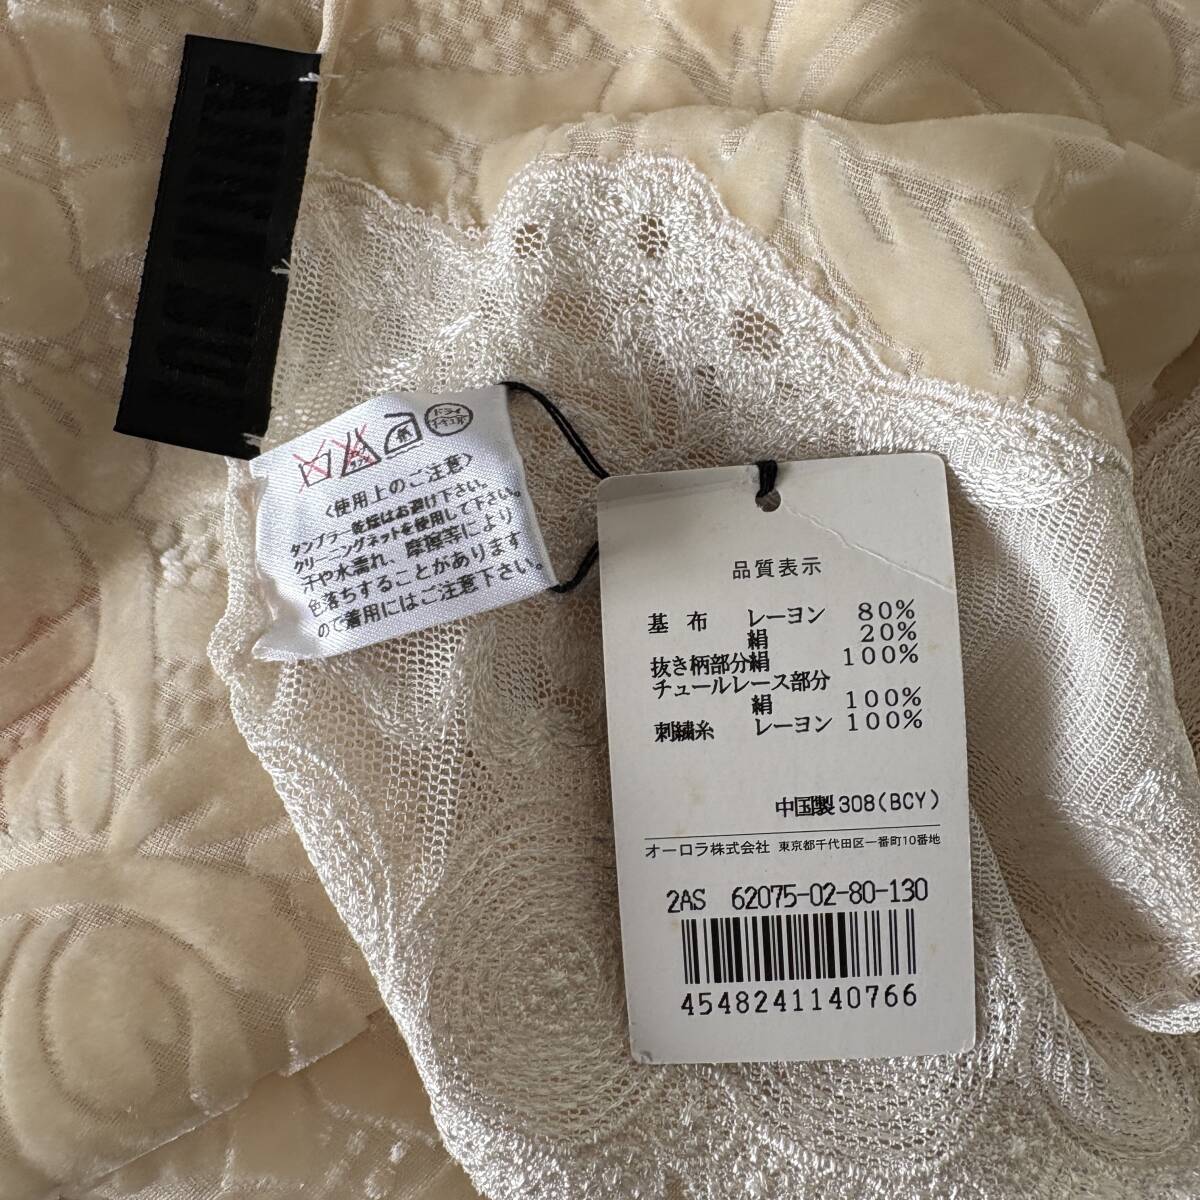 ドライ
〈使用上のご注意〉
タンブラー乾燥はお避け下さい。
クリーニングネットを使用して下さい。
汗や水濡れ、摩擦等により
色落ちすることがあります
ので着用にはご注意下さい。
品質表示
基 布 レーヨン 80%
絹 20%
抜き柄部分絹 100%
チュールレース部分
絹 100%
刺繍糸 レーヨン 100%
中国製 308(BCY)
オーロラ株式会社 東京都千代田区一番町10番地
2AS 62075-02-80-130
4548241140766